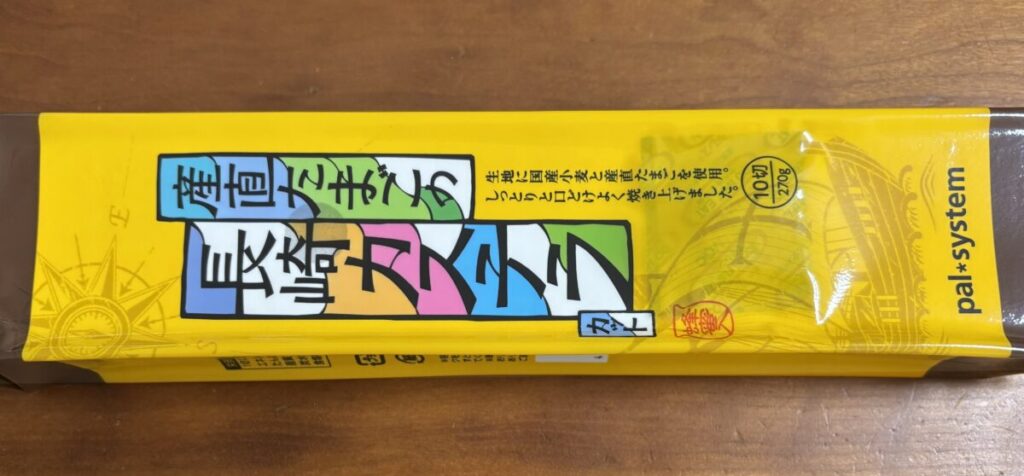 産直たまごの
長崎カステラ
カット
生地に国産小麦と産直たまごを使用。
しっとりと口どけよく焼き上げました。
10切
270g
蜂蜜
pal*system
E
S